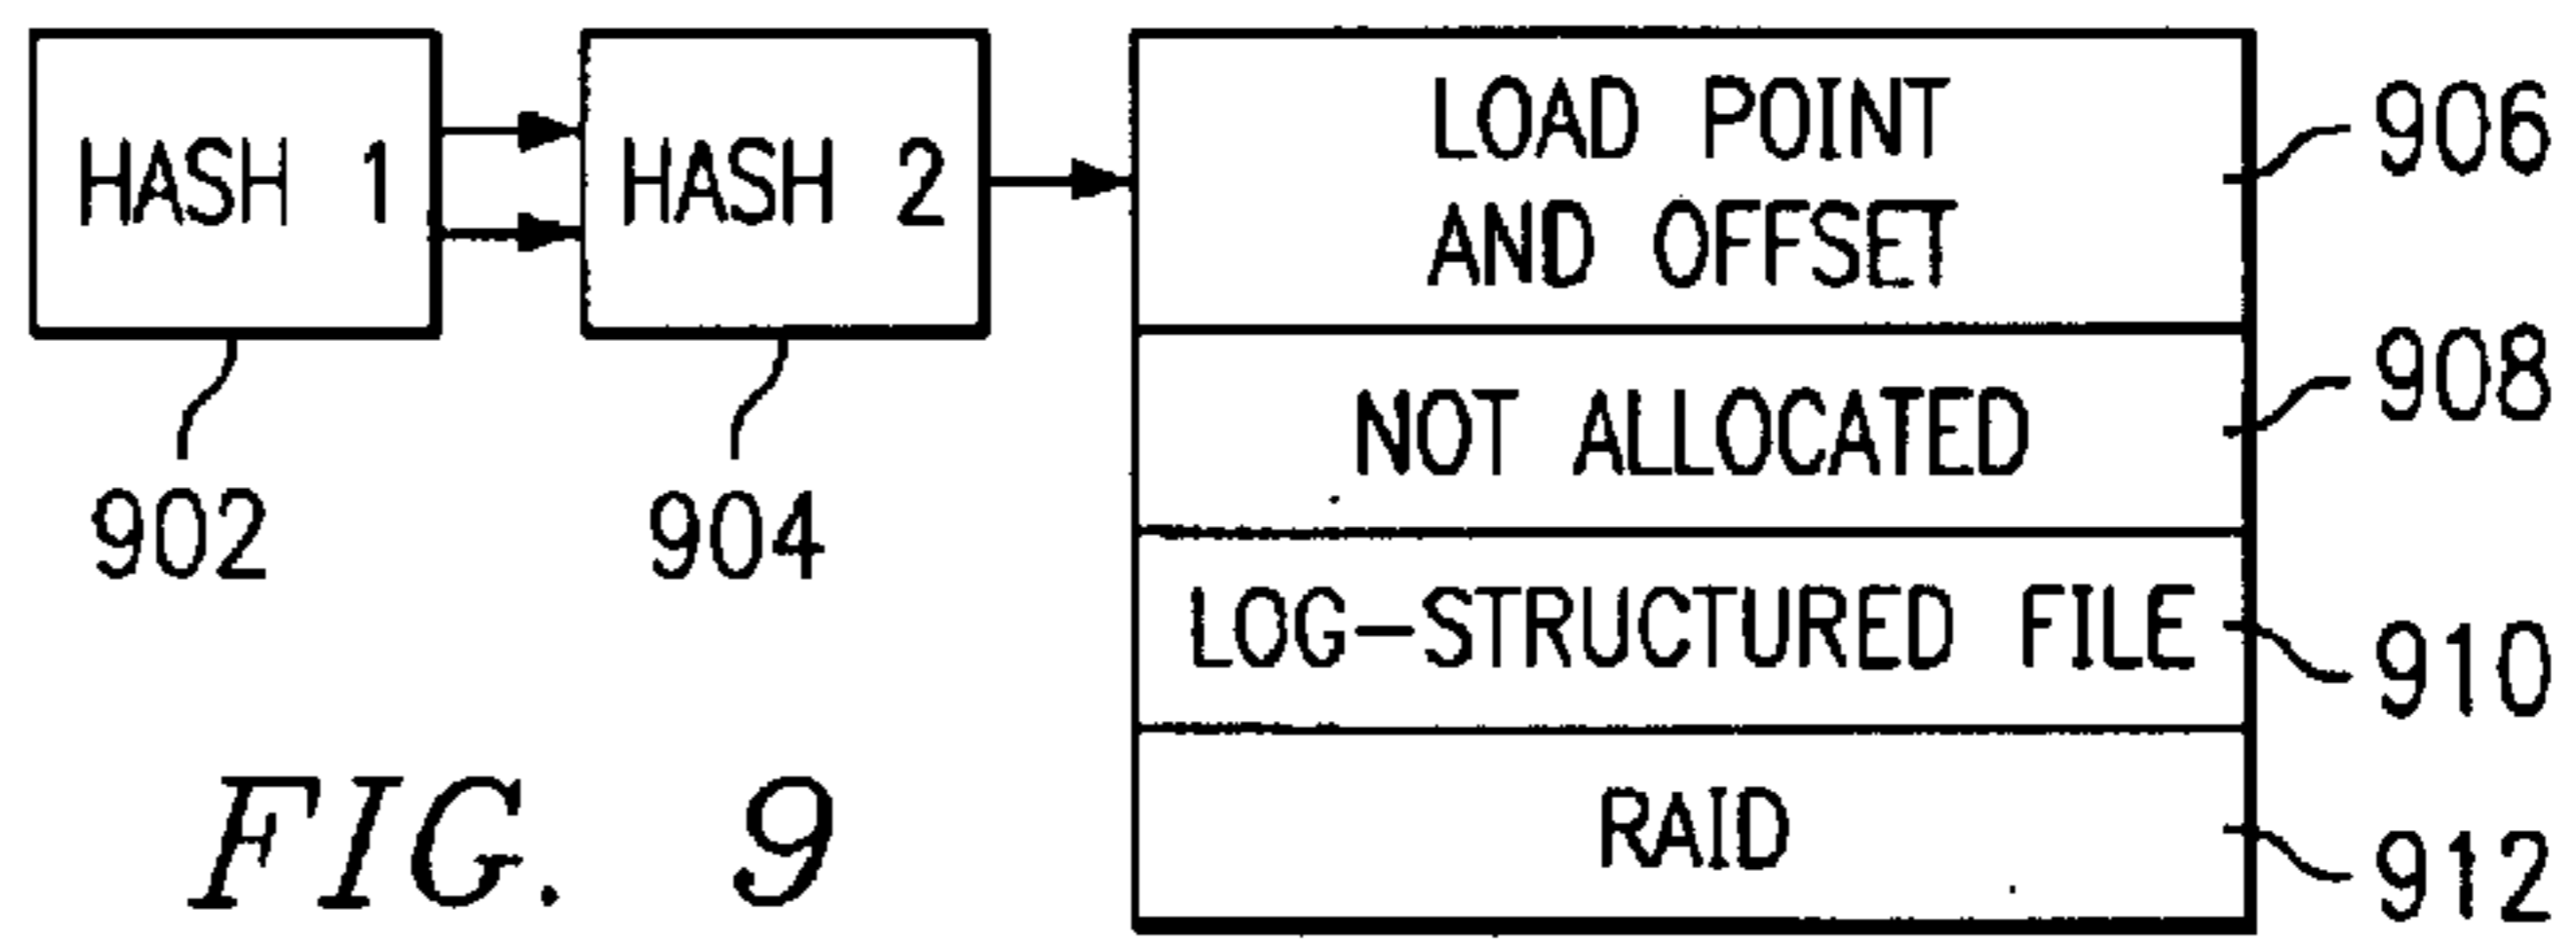 HASH 1
HASH 2
LOAD POINT
AND OFFSET
906
NOT ALLOCATED
908
902
904
LOG-STRUCTURED FILE
910
RAID
912
FIG. 9